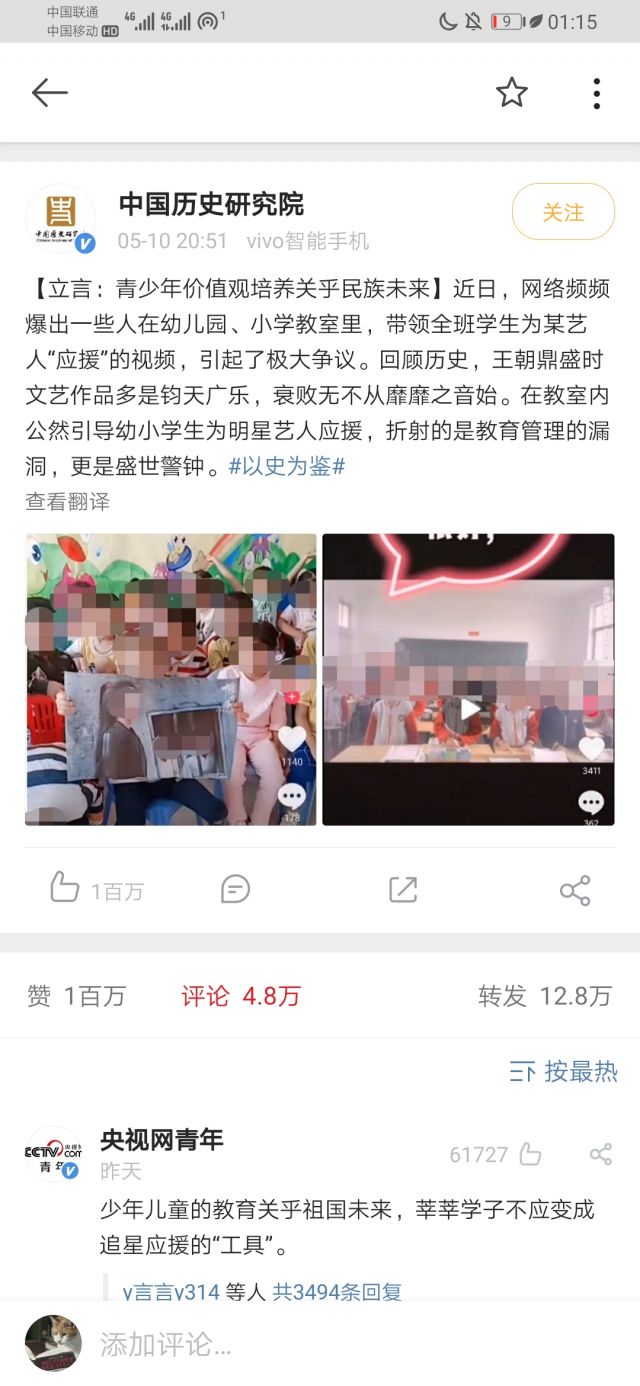 中国联通
中国移动 HD
4G 4G 1
9 01:15
中国历史研究院
05-10 20:51 vivo智能手机
关注
【立言：青少年价值观培养关乎民族未来】近日，网络频频
爆出一些人在幼儿园、小学教室里，带领全班学生为某艺
人“应援”的视频，引起了极大争议。回顾历史，王朝鼎盛时
文艺作品多是钧天广乐，衰败无不从靡靡之音始。在教室内
公然引导幼小学生为明星艺人应援，折射的是教育管理的漏
洞，更是盛世警钟。#以史为鉴#
查看翻译
1140
178
3411
362
1百万
赞 1百万 评论 4.8万 转发 12.8万
按最热
CCTV 央视网
com
青年
央视网青年
昨天
61727
少年儿童的教育关乎祖国未来，莘莘学子不应变成
追星应援的“工具”。
y言言y314 等人 共3494条回复
添加评论...